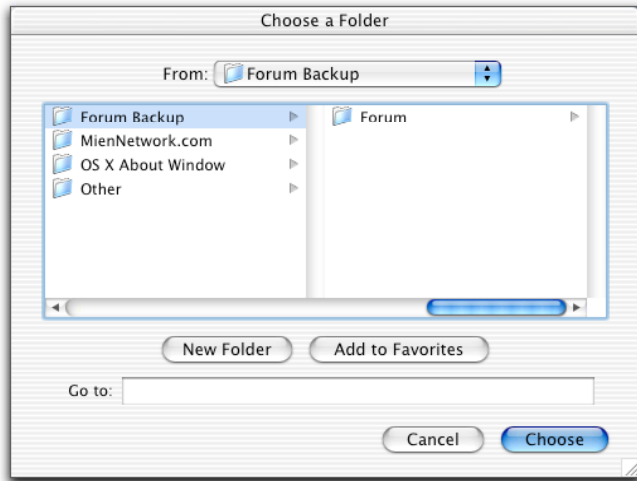 Choose a Folder
From: Forum Backup
Forum Backup
MienNetwork.com
OS X About Window
Other
Forum
New Folder Add to Favorites
Go to:
Cancel Choose